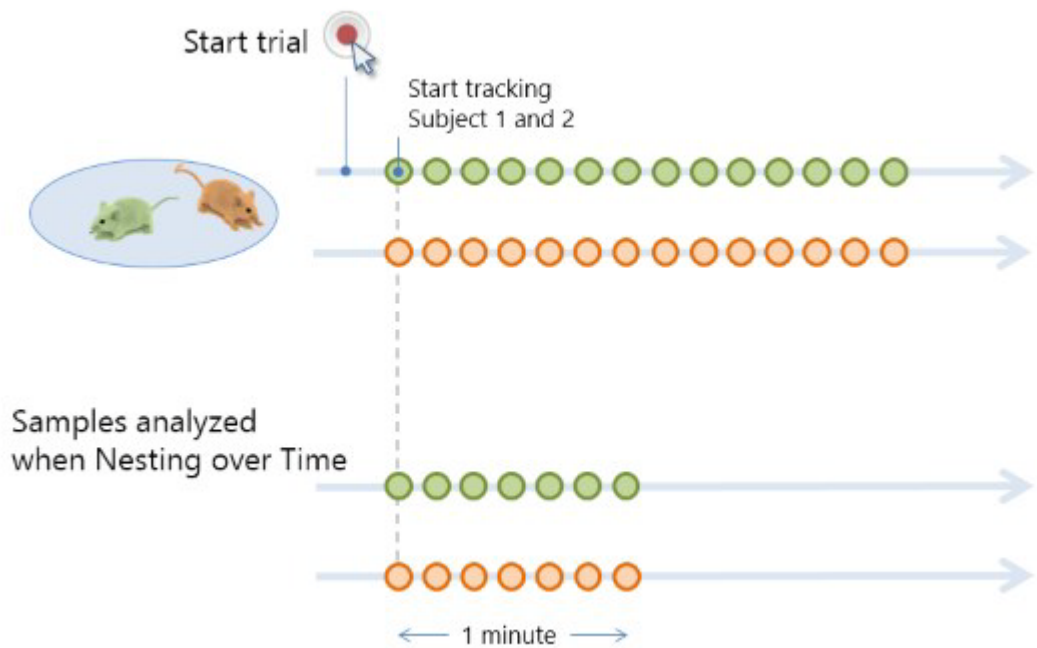 Start trial
Start tracking
Subject 1 and 2
Samples analyzed
when Nesting over Time
1 minute